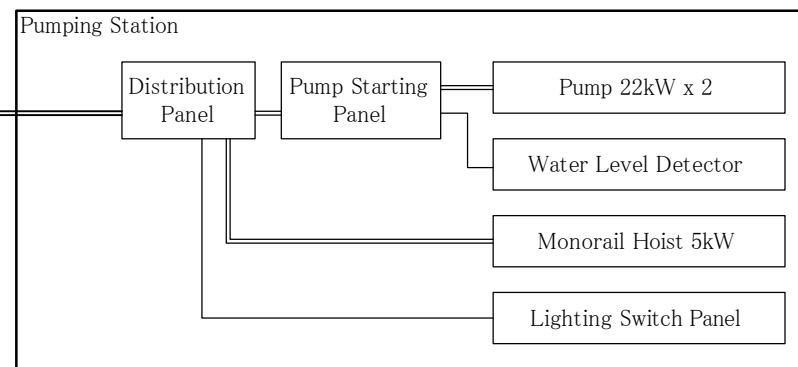 Pumping Station
Distribution
Panel
Pump Starting
Panel
Pump 22kW x 2
Water Level Detector
Monorail Hoist 5kW
Lighting Switch Panel